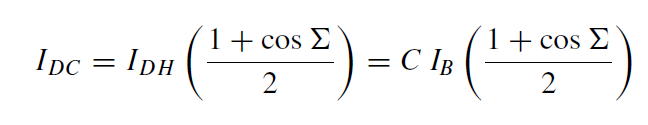 I_{DC} = I_{DH} \left( \frac{1 + \cos \Sigma}{2} \right) = C I_B \left( \frac{1 + \cos \Sigma}{2} \right)